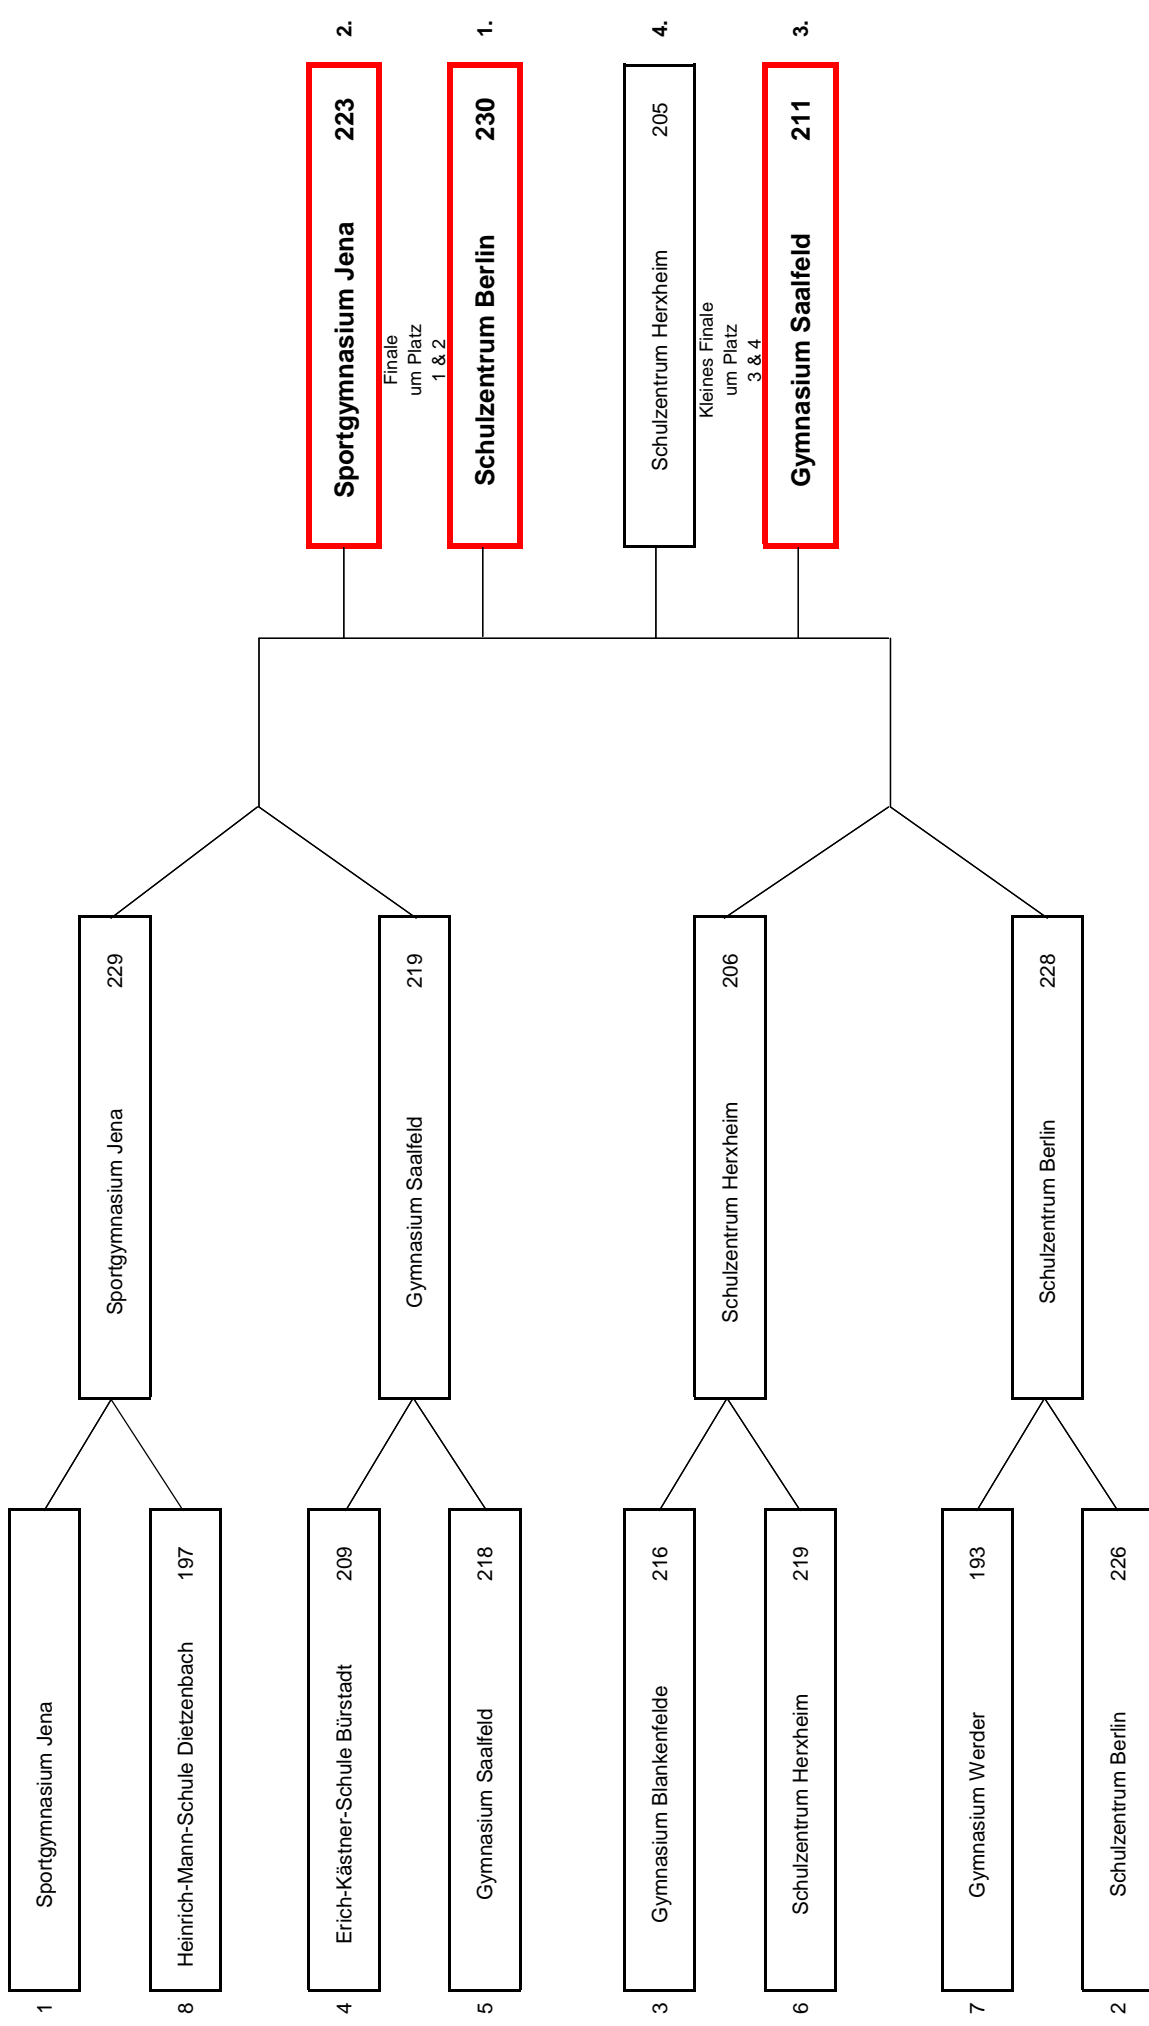 1 Sportgymnasium Jena
8 Heinrich-Mann-Schule Dietzenbach 197
4 Erich-Kästner-Schule Bürstadt 209
5 Gymnasium Saalfeld 218
3 Gymnasium Blankenfelde 216
6 Schulzentrum Herxheim 219
7 Gymnasium Werder 193
2 Schulzentrum Berlin 226
Sportgymnasium Jena 229
Gymnasium Saalfeld 219
Schulzentrum Herxheim 206
Schulzentrum Berlin 228
Sportgymnasium Jena 223 2.
Finale
um Platz
1 & 2
Schulzentrum Berlin 230 1.
Schulzentrum Herxheim 205 4.
Kleines Finale
um Platz
3 & 4
Gymnasium Saalfeld 211 3.